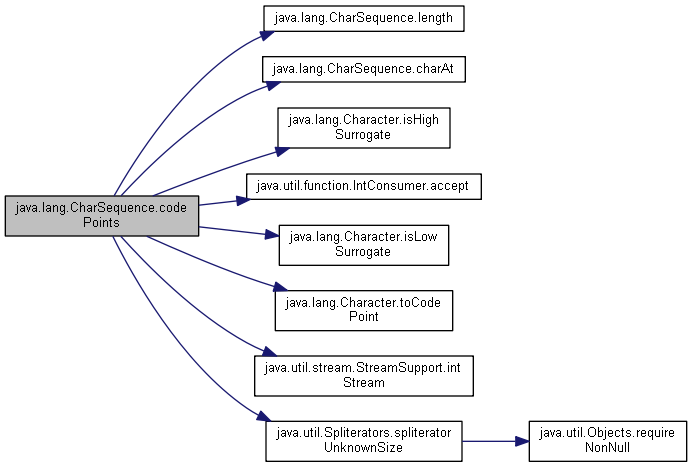 java.lang.CharSequence.length
java.lang.CharSequence.charAt
java.lang.Character.isHigh
Surrogate
java.util.function.IntConsumer.accept
java.lang.CharSequence.code
Points
java.lang.Character.isLow
Surrogate
java.lang.Character.toCode
Point
java.util.stream.StreamSupport.int
Stream
java.util.Spliterators.spliterator
UnknownSize
java.util.Objects.require
NonNull